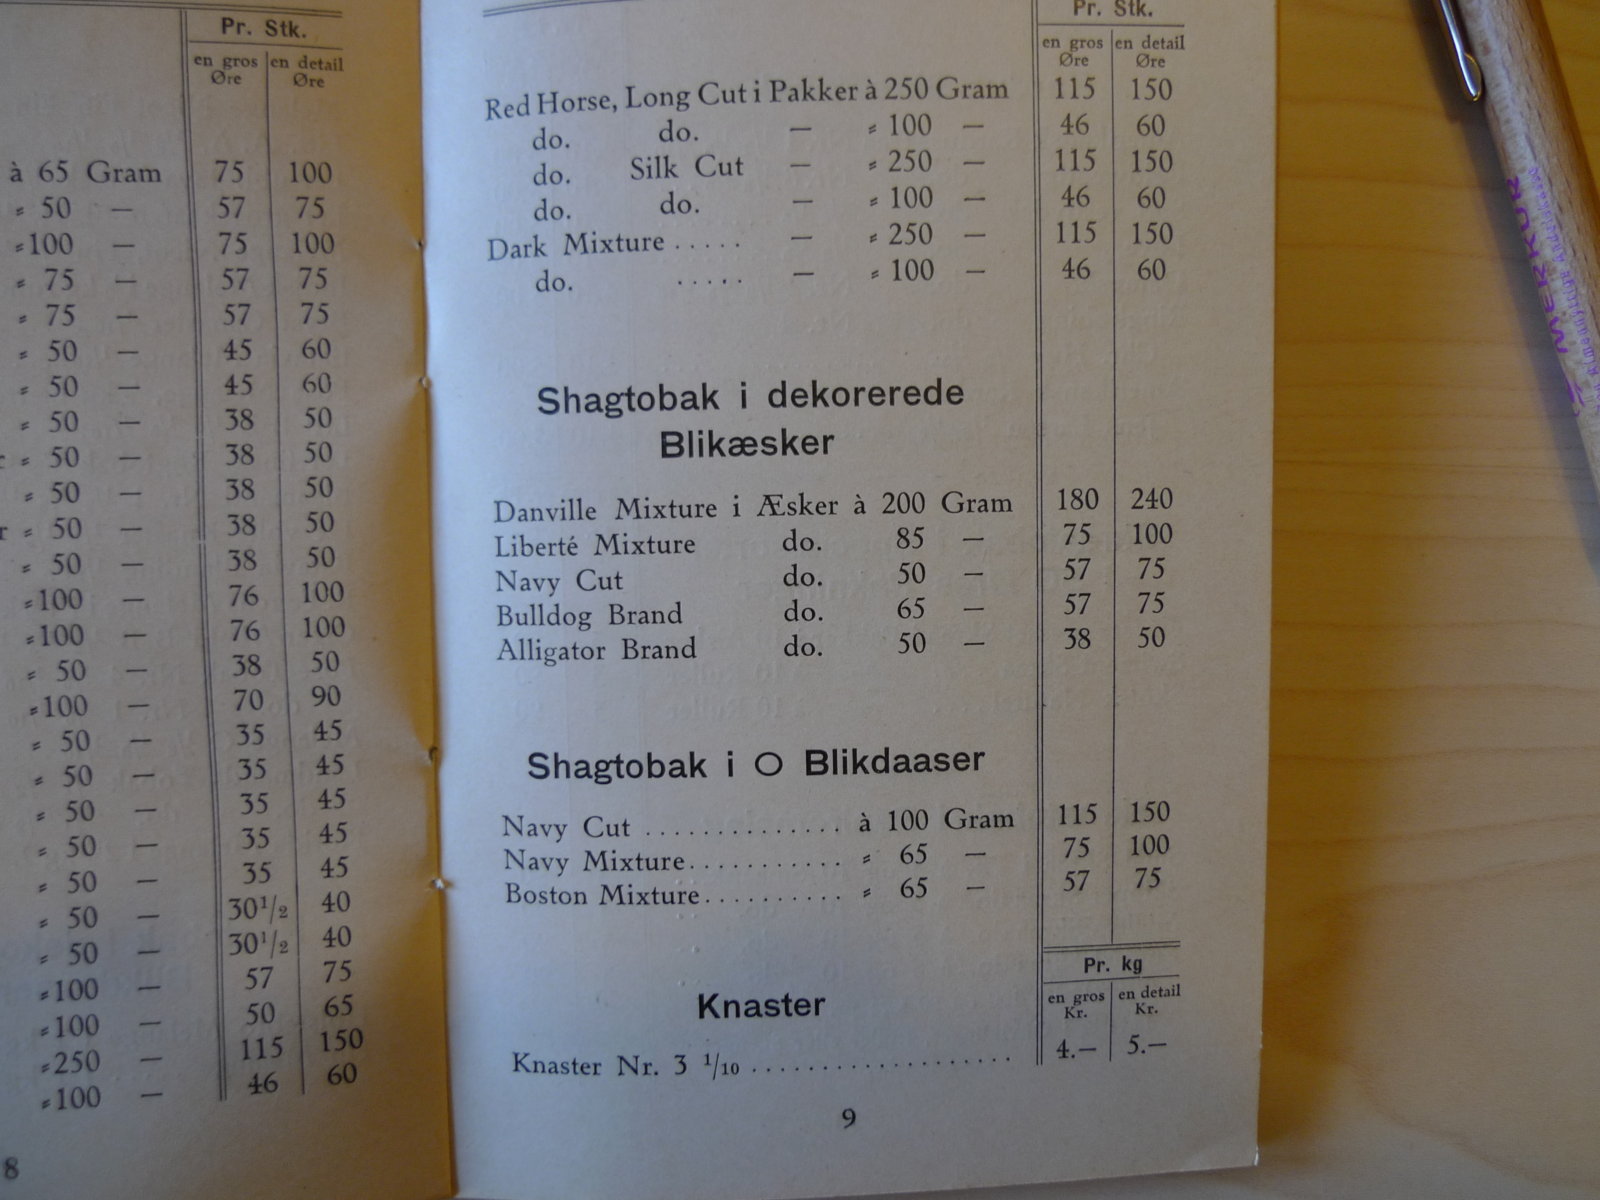 Pr. Stk.
en gros en detail
Øre Øre
à 65 Gram 75 100
〃 50 — 57 75
〃 100 — 75 100
〃 75 — 57 75
〃 75 — 57 75
〃 50 — 45 60
〃 50 — 45 60
〃 50 — 38 50
r 〃 50 — 38 50
〃 50 — 38 50
r 〃 50 — 38 50
〃 50 — 38 50
〃 100 — 76 100
〃 100 — 76 100
〃 50 — 38 50
〃 100 — 70 90
〃 50 — 35 45
〃 50 — 35 45
〃 50 — 35 45
〃 50 — 35 45
〃 50 — 35 45
〃 50 — 30 1/2 40
〃 50 — 30 1/2 40
〃 100 — 57 75
〃 100 — 50 65
〃 250 — 115 150
〃 100 — 46 60
8
Pr. Stk.
en gros en detail
Øre Øre
Red Horse, Long Cut i Pakker à 250 Gram 115 150
do. do. — 〃 100 — 46 60
do. Silk Cut — 〃 250 — 115 150
do. do. — 〃 100 — 46 60
Dark Mixture ..... — 〃 250 — 115 150
do. ..... — 〃 100 — 46 60
Shagtobak i dekorerede
Blikæsker
Danville Mixture i Æsker à 200 Gram 180 240
Liberté Mixture do. 85 — 75 100
Navy Cut do. 50 — 57 75
Bulldog Brand do. 65 — 57 75
Alligator Brand do. 50 — 38 50
Shagtobak i O Blikdaaser
Navy Cut .............. à 100 Gram 115 150
Navy Mixture........... 〃 65 — 75 100
Boston Mixture.......... 〃 65 — 57 75
Pr. kg
en gros en detail
Kr. Kr.
Knaster
Knaster Nr. 3 1/10 .................. 4.— 5.—
9
MERKUR